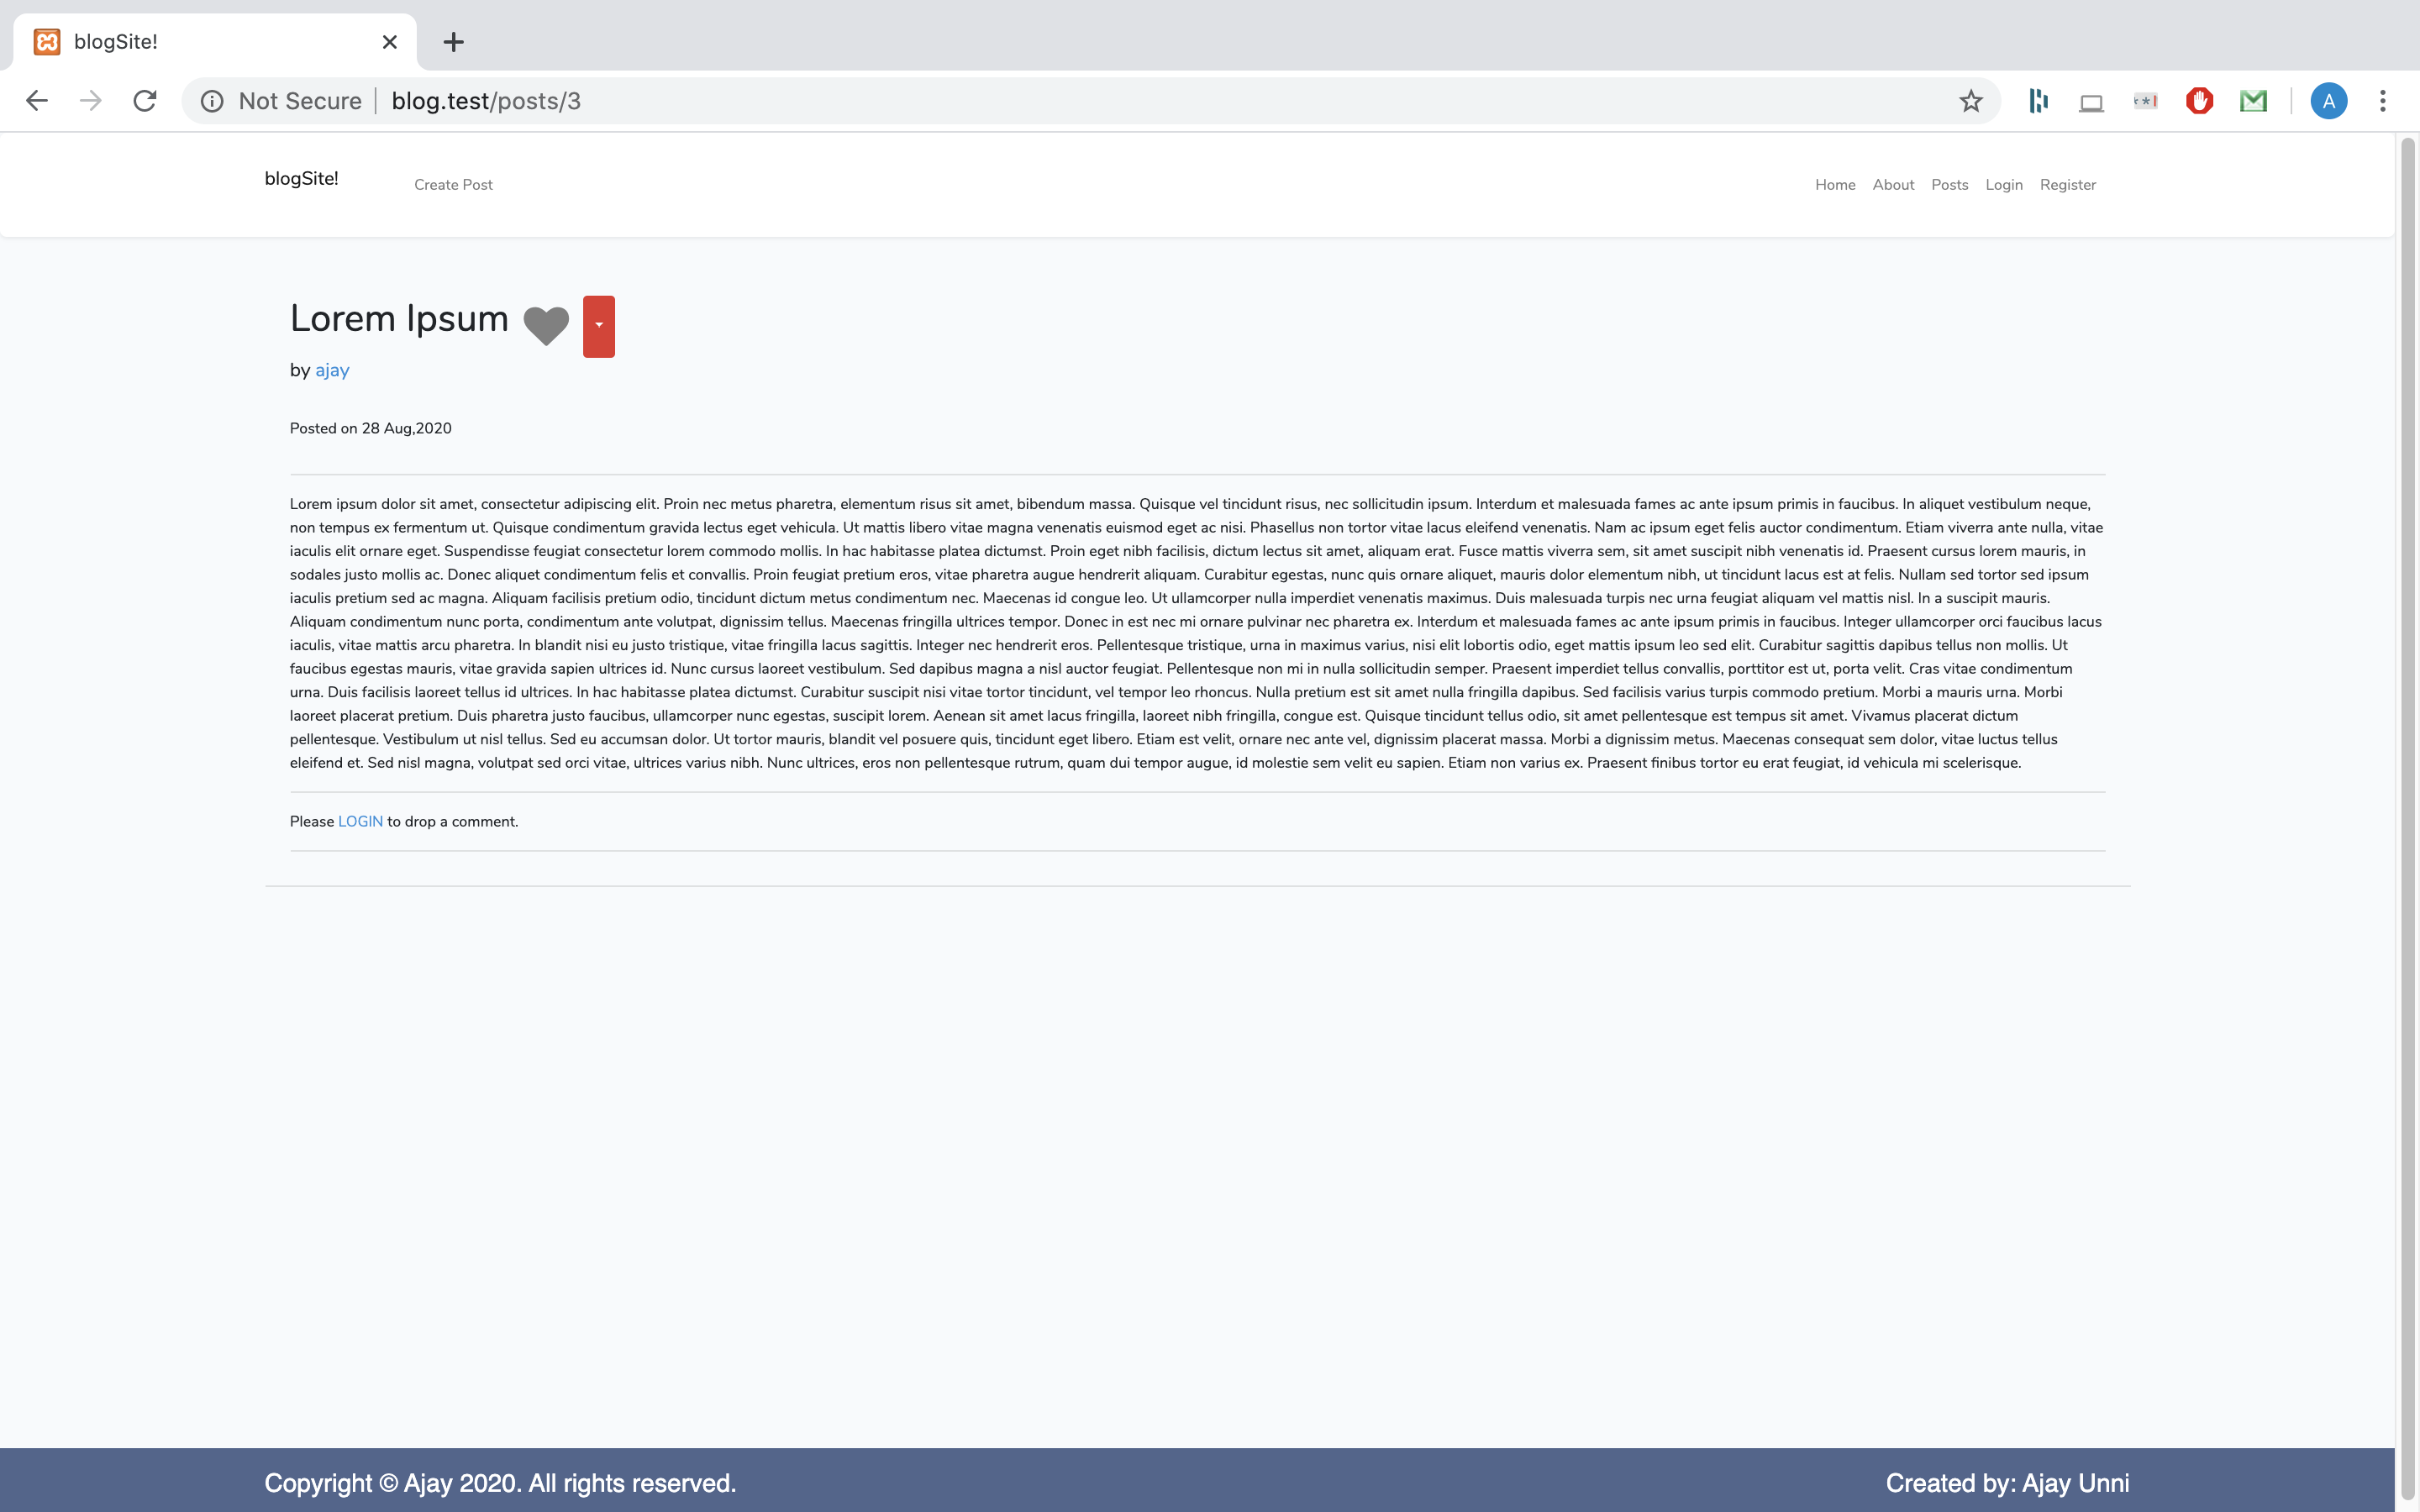 blogSite!
Not Secure | blog.test/posts/3
A
blogSite! Create Post Home About Posts Login Register
Lorem Ipsum
by ajay
Posted on 28 Aug,2020
Lorem ipsum dolor sit amet, consectetur adipiscing elit. Proin nec metus pharetra, elementum risus sit amet, bibendum massa. Quisque vel tincidunt risus, nec sollicitudin ipsum. Interdum et malesuada fames ac ante ipsum primis in faucibus. In aliquet vestibulum neque,
non tempus ex fermentum ut. Quisque condimentum gravida lectus eget vehicula. Ut mattis libero vitae magna venenatis euismod eget ac nisi. Phasellus non tortor vitae lacus eleifend venenatis. Nam ac ipsum eget felis auctor condimentum. Etiam viverra ante nulla, vitae
iaculis elit ornare eget. Suspendisse feugiat consectetur lorem commodo mollis. In hac habitasse platea dictumst. Proin eget nibh facilisis, dictum lectus sit amet, aliquam erat. Fusce mattis viverra sem, sit amet suscipit nibh venenatis id. Praesent cursus lorem mauris, in
sodales justo mollis ac. Donec aliquet condimentum felis et convallis. Proin feugiat pretium eros, vitae pharetra augue hendrerit aliquam. Curabitur egestas, nunc quis ornare aliquet, mauris dolor elementum nibh, ut tincidunt lacus est at felis. Nullam sed tortor sed ipsum
iaculis pretium sed ac magna. Aliquam facilisis pretium odio, tincidunt dictum metus condimentum nec. Maecenas id congue leo. Ut ullamcorper nulla imperdiet venenatis maximus. Duis malesuada turpis nec urna feugiat aliquam vel mattis nisl. In a suscipit mauris.
Aliquam condimentum nunc porta, condimentum ante volutpat, dignissim tellus. Maecenas fringilla ultrices tempor. Donec in est nec mi ornare pulvinar nec pharetra ex. Interdum et malesuada fames ac ante ipsum primis in faucibus. Integer ullamcorper orci faucibus lacus
iaculis, vitae mattis arcu pharetra. In blandit nisi eu justo tristique, vitae fringilla lacus sagittis. Integer nec hendrerit eros. Pellentesque tristique, urna in maximus varius, nisi elit lobortis odio, eget mattis ipsum leo sed elit. Curabitur sagittis dapibus tellus non mollis. Ut
faucibus egestas mauris, vitae gravida sapien ultrices id. Nunc cursus laoreet vestibulum. Sed dapibus magna a nisl auctor feugiat. Pellentesque non mi in nulla sollicitudin semper. Praesent imperdiet tellus convallis, porttitor est ut, porta velit. Cras vitae condimentum
urna. Duis facilisis laoreet tellus id ultrices. In hac habitasse platea dictumst. Curabitur suscipit nisi vitae tortor tincidunt, vel tempor leo rhoncus. Nulla pretium est sit amet nulla fringilla dapibus. Sed facilisis varius turpis commodo pretium. Morbi a mauris urna. Morbi
laoreet placerat pretium. Duis pharetra justo faucibus, ullamcorper nunc egestas, suscipit lorem. Aenean sit amet lacus fringilla, laoreet nibh fringilla, congue est. Quisque tincidunt tellus odio, sit amet pellentesque est tempus sit amet. Vivamus placerat dictum
pellentesque. Vestibulum ut nisl tellus. Sed eu accumsan dolor. Ut tortor mauris, blandit vel posuere quis, tincidunt eget libero. Etiam est velit, ornare nec ante vel, dignissim placerat massa. Morbi a dignissim metus. Maecenas consequat sem dolor, vitae luctus tellus
eleifend et. Sed nisl magna, volutpat sed orci vitae, ultrices varius nibh. Nunc ultrices, eros non pellentesque rutrum, quam dui tempor augue, id molestie sem velit eu sapien. Etiam non varius ex. Praesent finibus tortor eu erat feugiat, id vehicula mi scelerisque.
Please LOGIN to drop a comment.
Copyright © Ajay 2020. All rights reserved. Created by: Ajay Unni